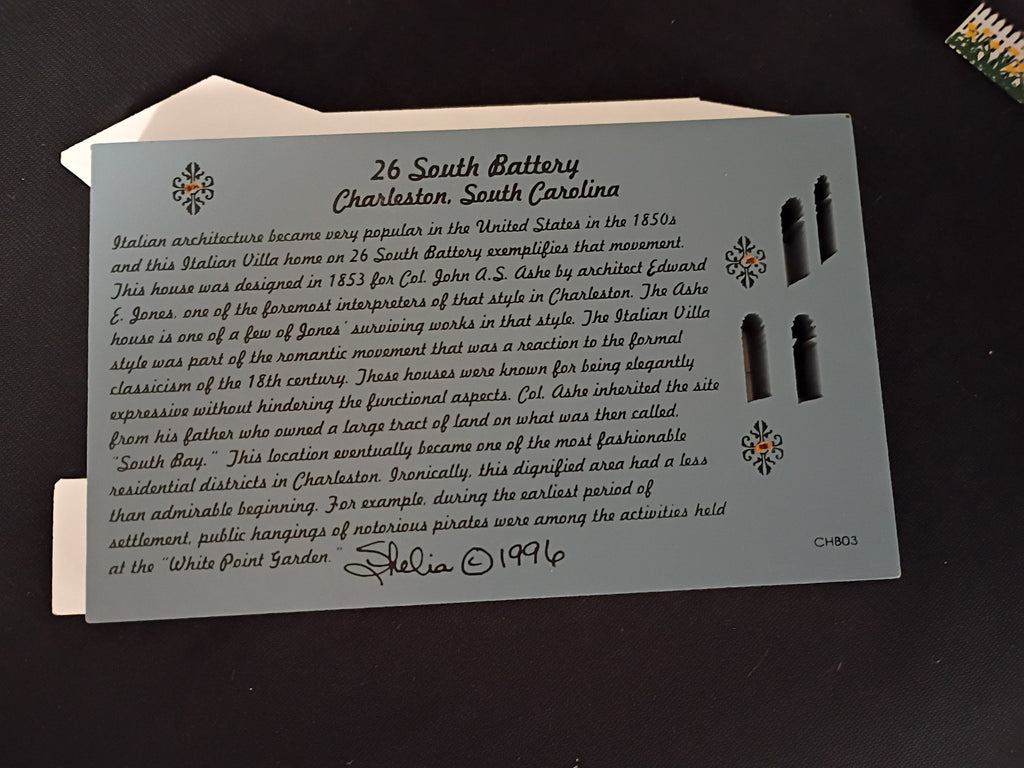 26 South Battery
Charleston, South Carolina
Italian architecture became very popular in the United States in the 1850s
and this Italian Villa home on 26 South Battery exemplifies that movement.
This house was designed in 1853 for Col. John A.S. Ashe by architect Edward
E. Jones, one of the foremost interpreters of that style in Charleston. The Ashe
house is one of a few of Jones' surviving works in that style. The Italian Villa
style was part of the romantic movement that was a reaction to the formal
classicism of the 18th century. These houses were known for being elegantly
expressive without hindering the functional aspects. Col. Ashe inherited the site
from his father who owned a large tract of land on what was then called,
"South Bay." This location eventually became one of the most fashionable
residential districts in Charleston. Ironically, this dignified area had a less
than admirable beginning. For example, during the earliest period of
settlement, public hangings of notorious pirates were among the activities held
at the "White Point Garden."
Shelia © 1996
CHB03